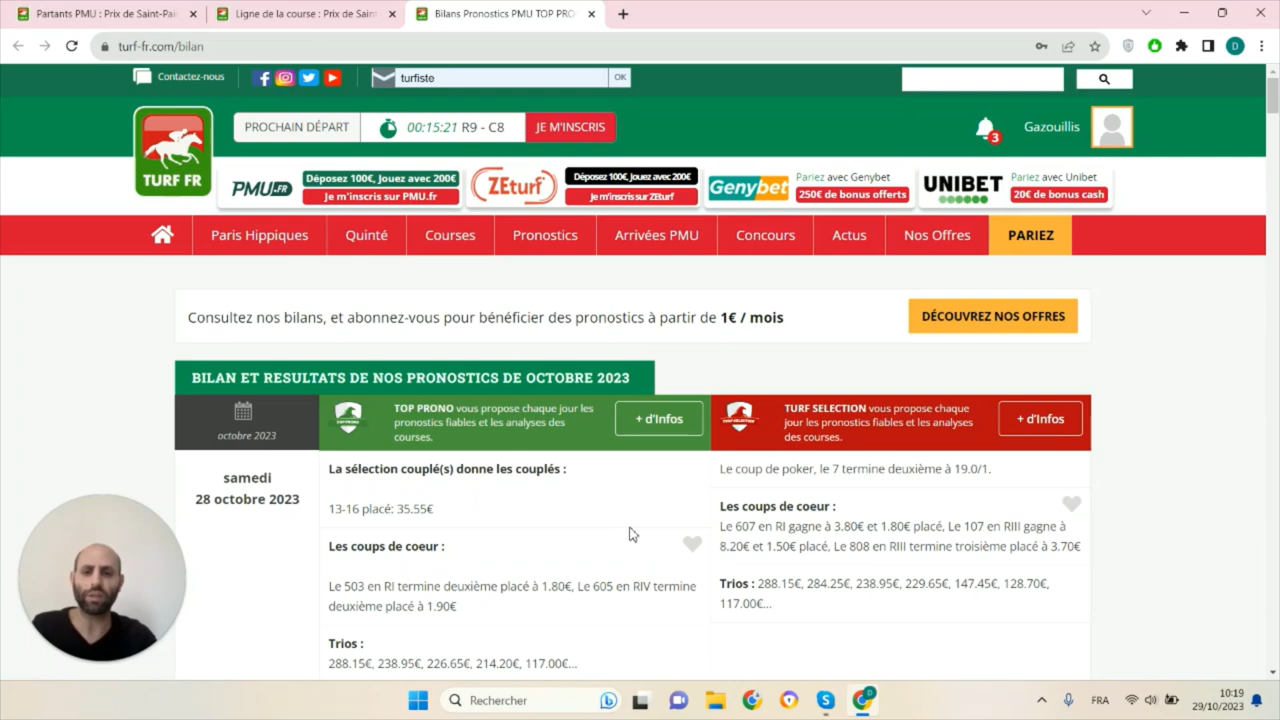 Partants PMU : Prix de Saint-Pair
Ligne de la course : Prix de Saint
Bilans Pronostics PMU TOP PRO
turf-fr.com/bilan
D
Contactez-nous
turfiste
OK
TURF FR
PROCHAIN DÉPART
00:15:21 R9 - C8
JE M'INSCRIS
3
Gazouillis
PMU.FR
Déposez 100€, Jouez avec 200€
Je m'inscris sur PMU.fr
ZEturf
Déposez 100€, Jouez avec 200€
Je m'inscris sur ZEturf
Genybet
Pariez avec Genybet
250€ de bonus offerts
UNIBET
Pariez avec Unibet
20€ de bonus cash
Paris Hippiques
Quinté
Courses
Pronostics
Arrivées PMU
Concours
Actus
Nos Offres
PARIEZ
Consultez nos bilans, et abonnez-vous pour bénéficier des pronostics à partir de 1€ / mois
DÉCOUVREZ NOS OFFRES
BILAN ET RESULTATS DE NOS PRONOSTICS DE OCTOBRE 2023
octobre 2023
TOP PRONO
TOP PRONO vous propose chaque jour les
pronostics fiables et les analyses des
courses.
+ d'Infos
TURF SELECTION
TURF SELECTION vous propose chaque
jour les pronostics fiables et les analyses
des courses.
+ d'Infos
samedi
28 octobre 2023
La sélection couplé(s) donne les couplés :
13-16 placé: 35.55€
Les coups de coeur :
Le 503 en RI termine deuxième placé à 1.80€, Le 605 en RIV termine
deuxième placé à 1.90€
Trios :
288.15€, 238.95€, 226.65€, 214.20€, 117.00€...
Le coup de poker, le 7 termine deuxième à 19.0/1.
Les coups de coeur :
Le 607 en RI gagne à 3.80€ et 1.80€ placé, Le 107 en RIII gagne à
8.20€ et 1.50€ placé, Le 808 en RIII termine troisième placé à 3.70€
Trios : 288.15€, 284.25€, 238.95€, 229.65€, 147.45€, 128.70€,
117.00€...
Rechercher
D
FRA
10:19
29/10/2023